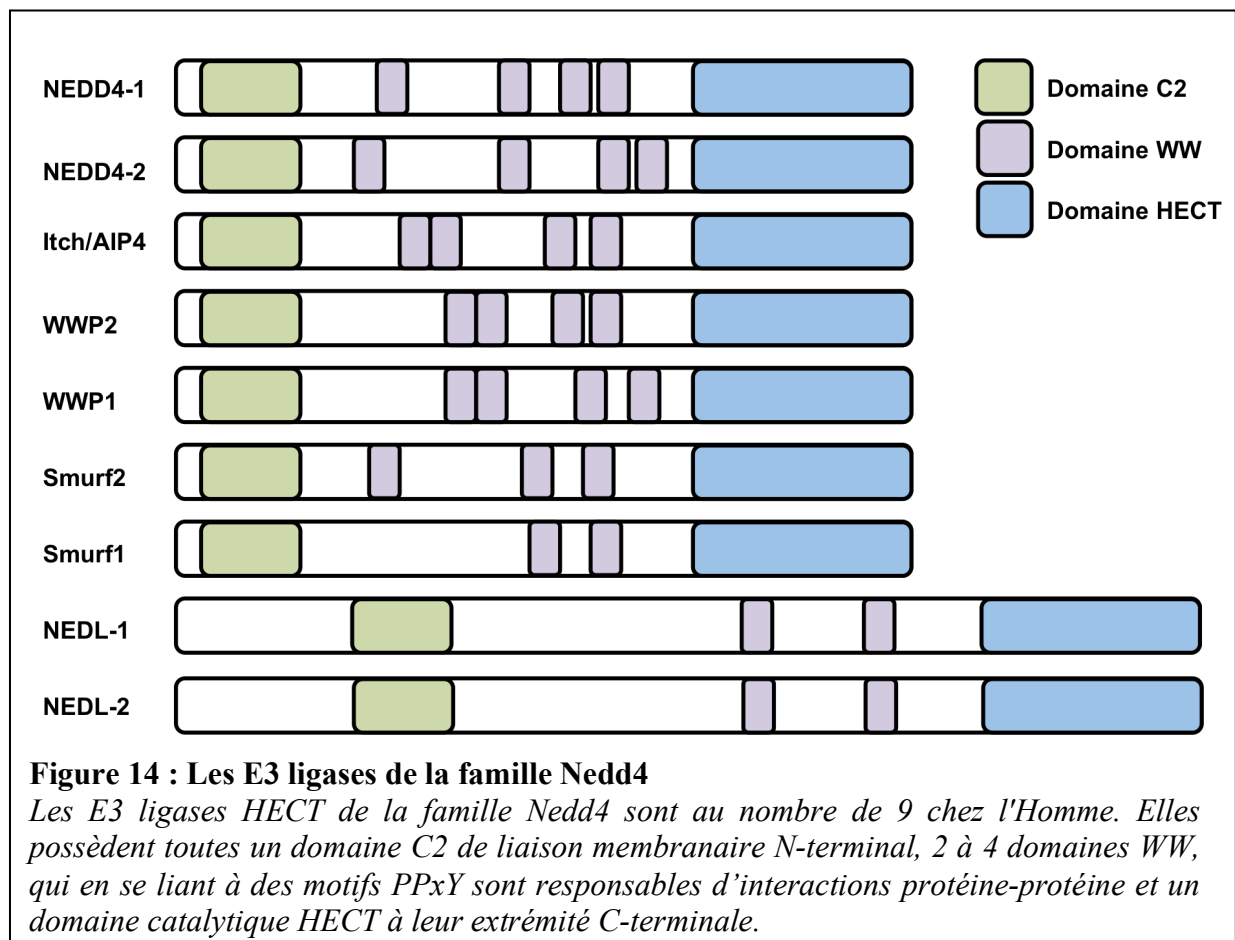 NEDD4-1
NEDD4-2
Itch/AIP4
WWP2
WWP1
Smurf2
Smurf1
NEDL-1
NEDL-2
Domaine C2
Domaine WW
Domaine HECT
Figure 14 : Les E3 ligases de la famille Nedd4
Les E3 ligases HECT de la famille Nedd4 sont au nombre de 9 chez l'Homme. Elles
possèdent toutes un domaine C2 de liaison membranaire N-terminal, 2 à 4 domaines WW,
qui en se liant à des motifs PPxY sont responsables d’interactions protéine-protéine et un
domaine catalytique HECT à leur extrémité C-terminale.